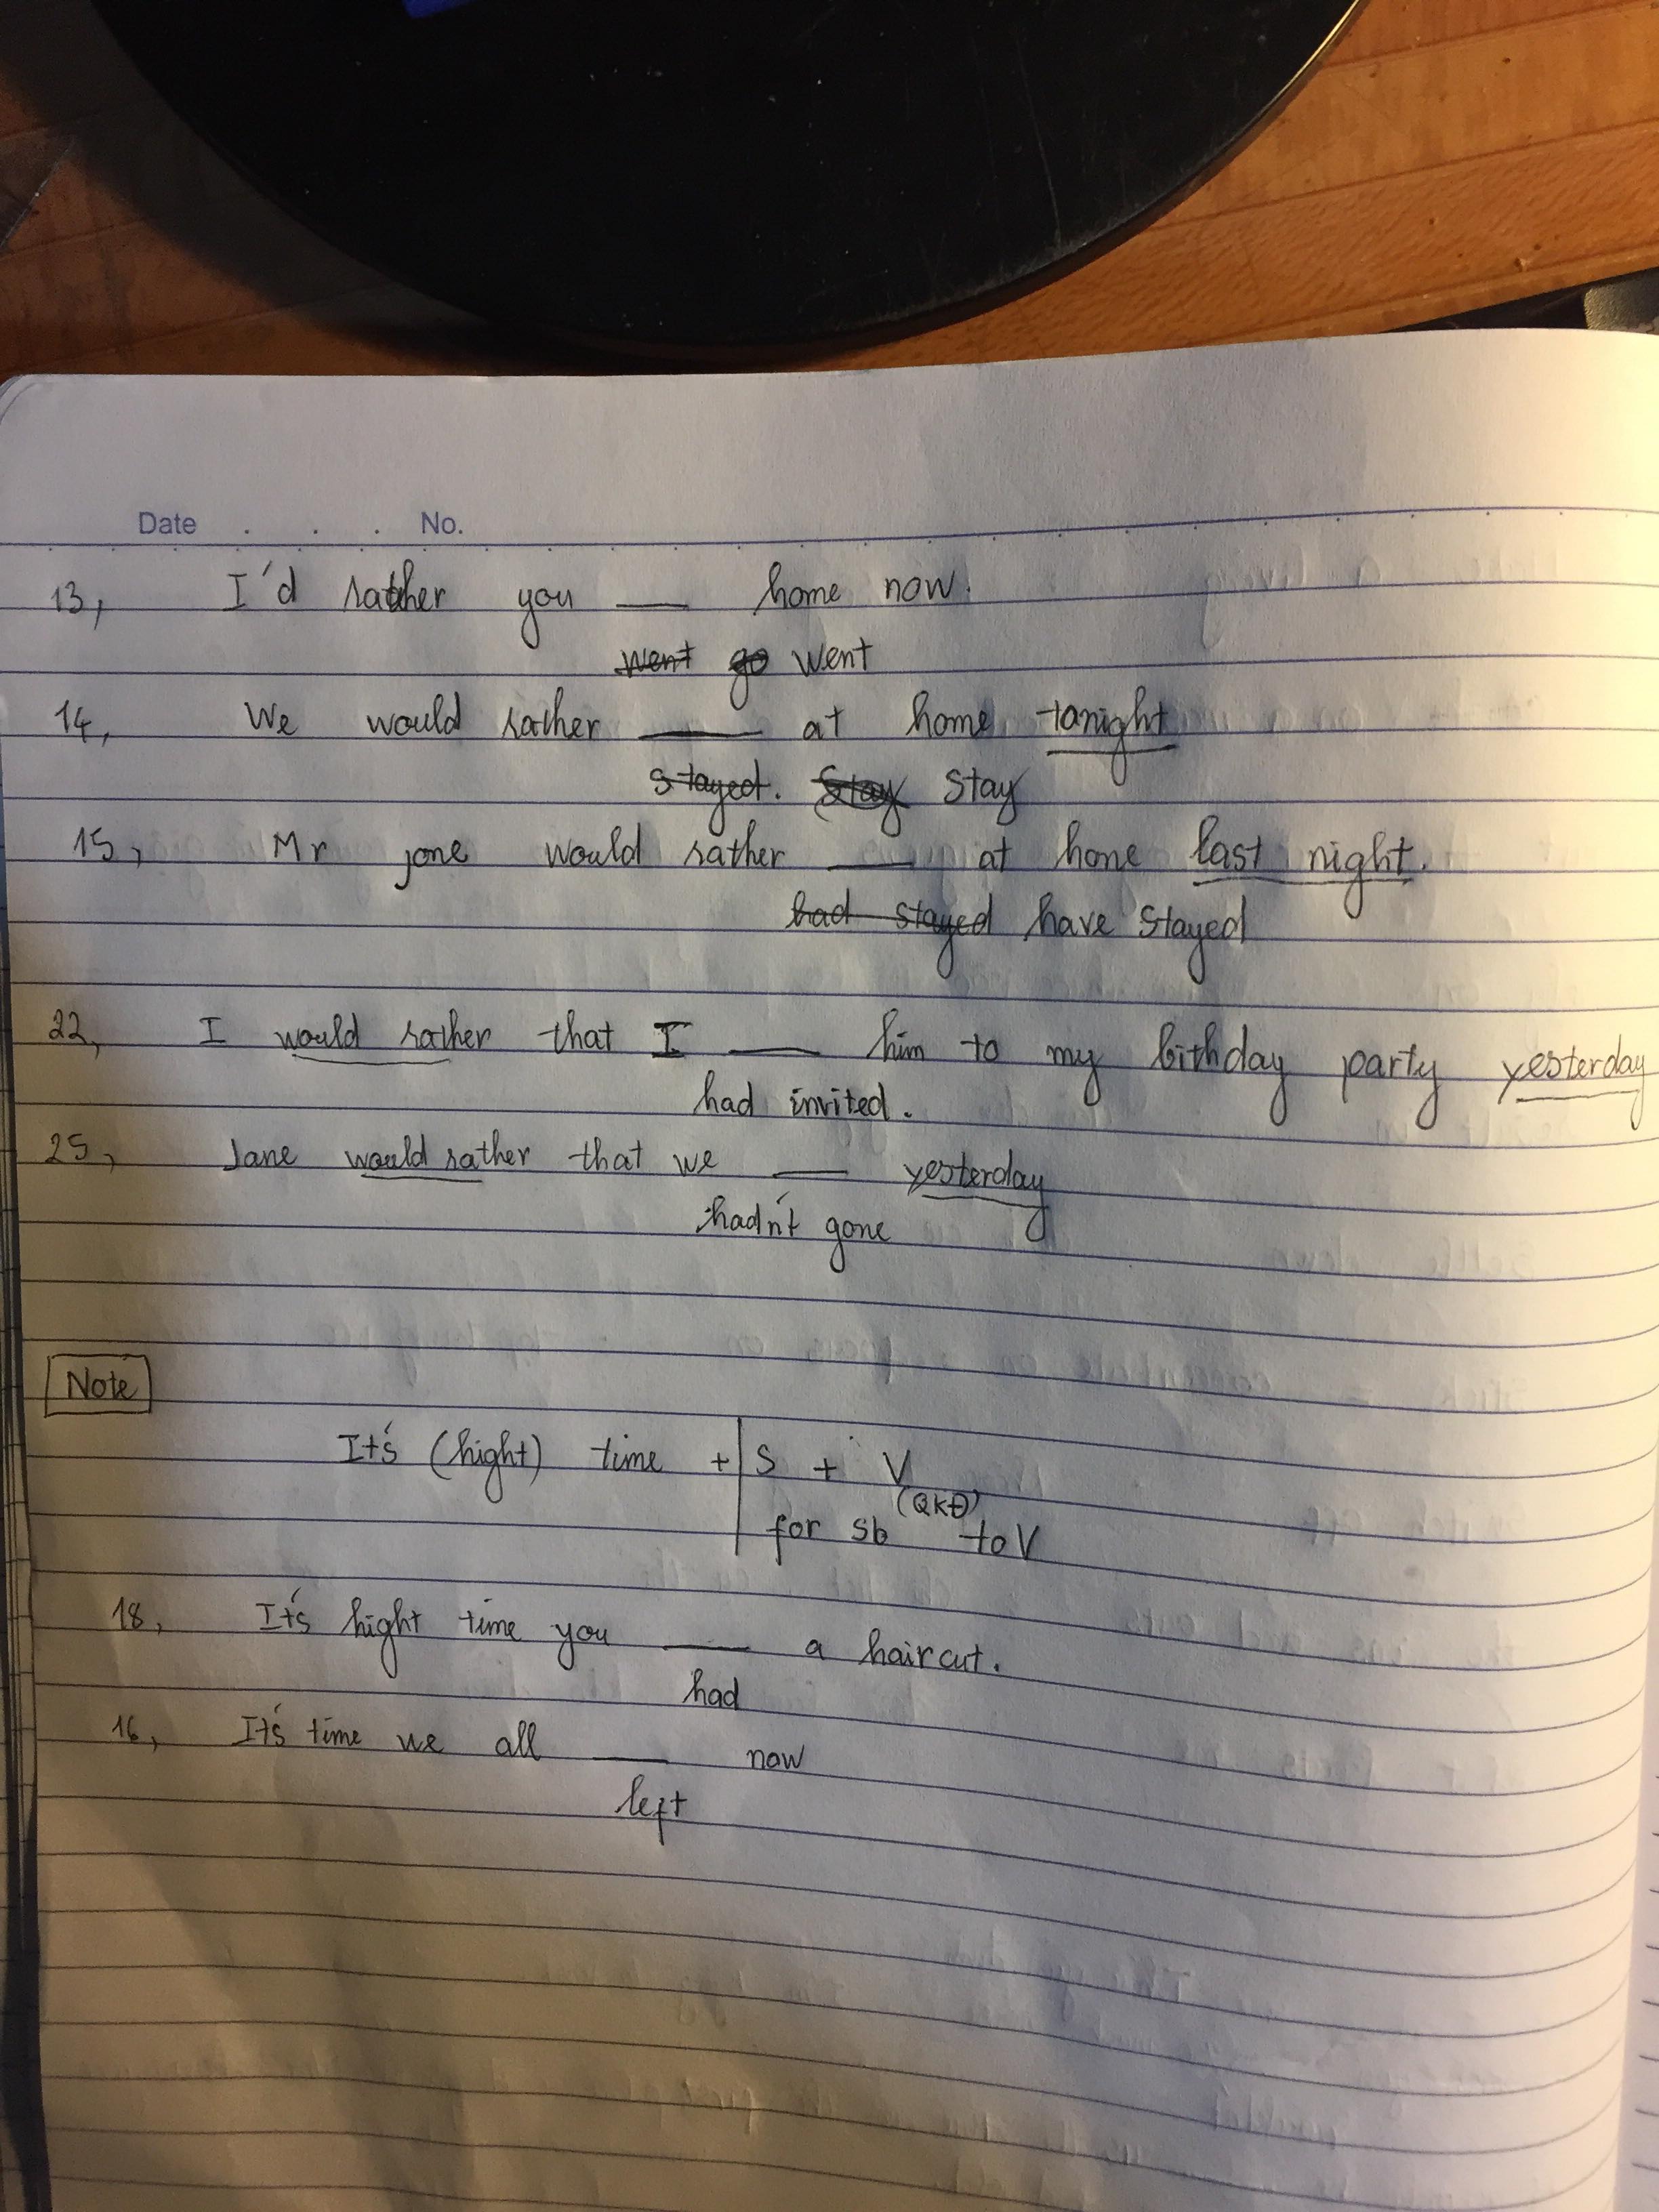 Date . . . No.
13, I'd rather you ___ home now.
went go went
14, We would rather ___ at home tonight
stayed. stay stay
15, Mr jone would rather ___ at home last night.
had stayed have stayed
22, I would rather that I ___ him to my bithday party yesterday
had invited.
25, Jane would rather that we ___ yesterday
hadn't gone
Note
It's (hight) time + S + V
(QKĐ)
for sb to V
18, It's hight time you ___ a haircut.
had
16, It's time we all ___ now
left